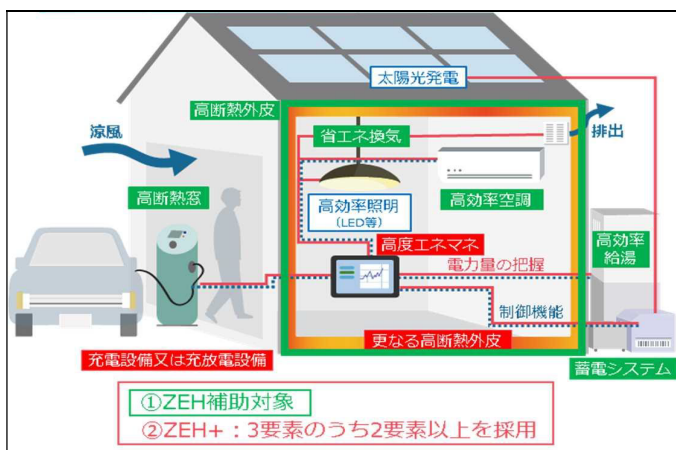 太陽光発電
高断熱外皮
涼風
省エネ換気
排出
高断熱窓
高効率照明
(LED等)
高効率空調
高度エネマネ
電力量の把握
高効率
給湯
制御機能
更なる高断熱外皮
充電設備又は充放電設備
蓄電システム
①ZEH補助対象
②ZEH+：3要素のうち2要素以上を採用